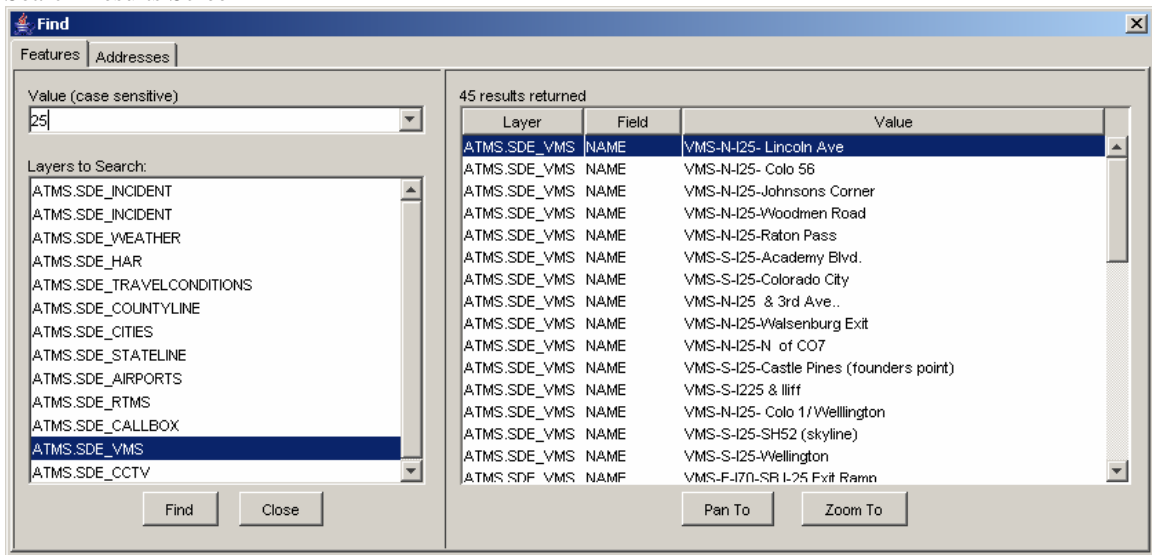 Find
Features Addresses
Value (case sensitive)
25
Layers to Search:
ATMS.SDE_INCIDENT
ATMS.SDE_INCIDENT
ATMS.SDE_WEATHER
ATMS.SDE_HAR
ATMS.SDE_TRAVELCONDITIONS
ATMS.SDE_COUNTYLINE
ATMS.SDE_CITIES
ATMS.SDE_STATELINE
ATMS.SDE_AIRPORTS
ATMS.SDE_RTMS
ATMS.SDE_CALLBOX
ATMS.SDE_VMS
ATMS.SDE_CCTV
Find Close
45 results returned
Layer Field Value
ATMS.SDE_VMS NAME VMS-N-I25- Lincoln Ave
ATMS.SDE_VMS NAME VMS-N-I25- Colo 56
ATMS.SDE_VMS NAME VMS-N-I25-Johnsons Corner
ATMS.SDE_VMS NAME VMS-N-I25-Woodmen Road
ATMS.SDE_VMS NAME VMS-N-I25-Raton Pass
ATMS.SDE_VMS NAME VMS-S-I25-Academy Blvd.
ATMS.SDE_VMS NAME VMS-S-I25-Colorado City
ATMS.SDE_VMS NAME VMS-N-I25 & 3rd Ave..
ATMS.SDE_VMS NAME VMS-N-I25-Walsenburg Exit
ATMS.SDE_VMS NAME VMS-N-I25-N of CO7
ATMS.SDE_VMS NAME VMS-S-I25-Castle Pines (founders point)
ATMS.SDE_VMS NAME VMS-S-I225 & Iliff
ATMS.SDE_VMS NAME VMS-N-I25- Colo 1/ Welllington
ATMS.SDE_VMS NAME VMS-S-I25-SH52 (skyline)
ATMS.SDE_VMS NAME VMS-S-I25-Wellington
ATMS.SDE_VMS NAME VMS-E-I70-SB I-25 Exit Ramp
Pan To Zoom To